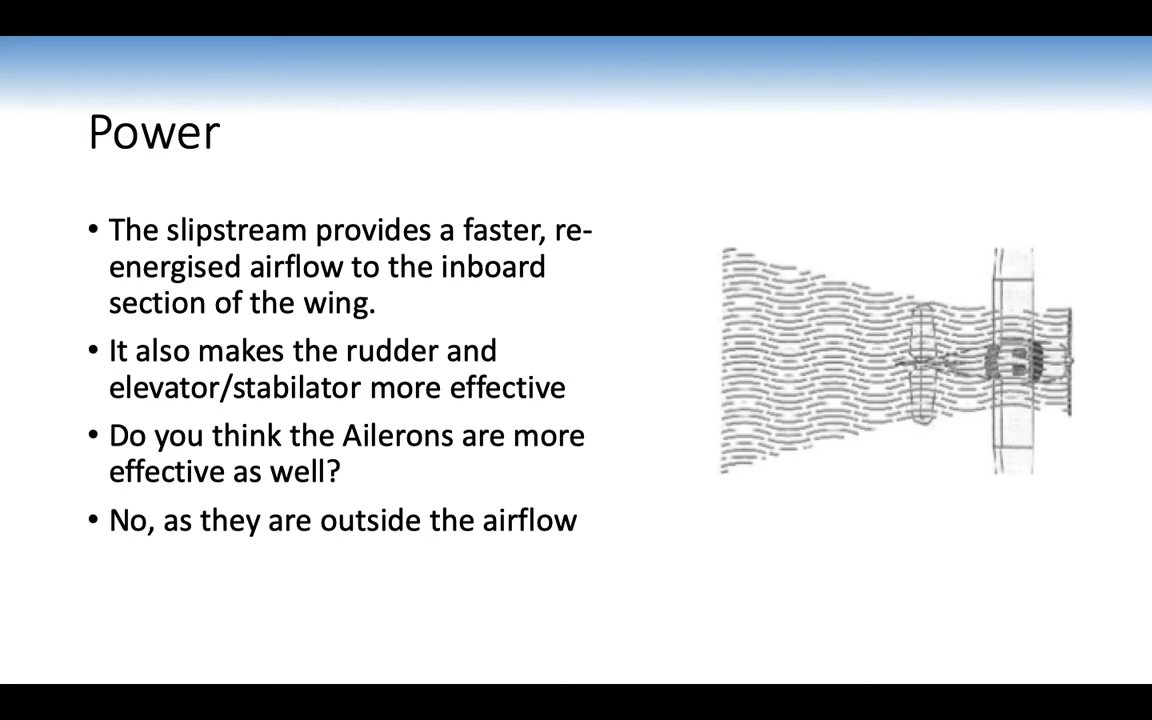 Power
• The slipstream provides a faster, re-
energised airflow to the inboard
section of the wing.
• It also makes the rudder and
elevator/stabilator more effective
• Do you think the Ailerons are more
effective as well?
• No, as they are outside the airflow